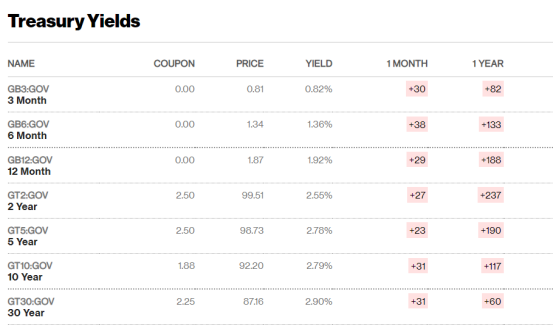 Treasury Yields
NAME COUPON PRICE YIELD 1 MONTH 1 YEAR
GB3:GOV 0.00 0.81 0.82% +30 +82
3 Month
GB6:GOV 0.00 1.34 1.36% +38 +133
6 Month
GB12:GOV 0.00 1.87 1.92% +29 +188
12 Month
GT2:GOV 2.50 99.51 2.55% +27 +237
2 Year
GT5:GOV 2.50 98.73 2.78% +23 +190
5 Year
GT10:GOV 1.88 92.20 2.79% +31 +117
10 Year
GT30:GOV 2.25 87.16 2.90% +31 +60
30 Year